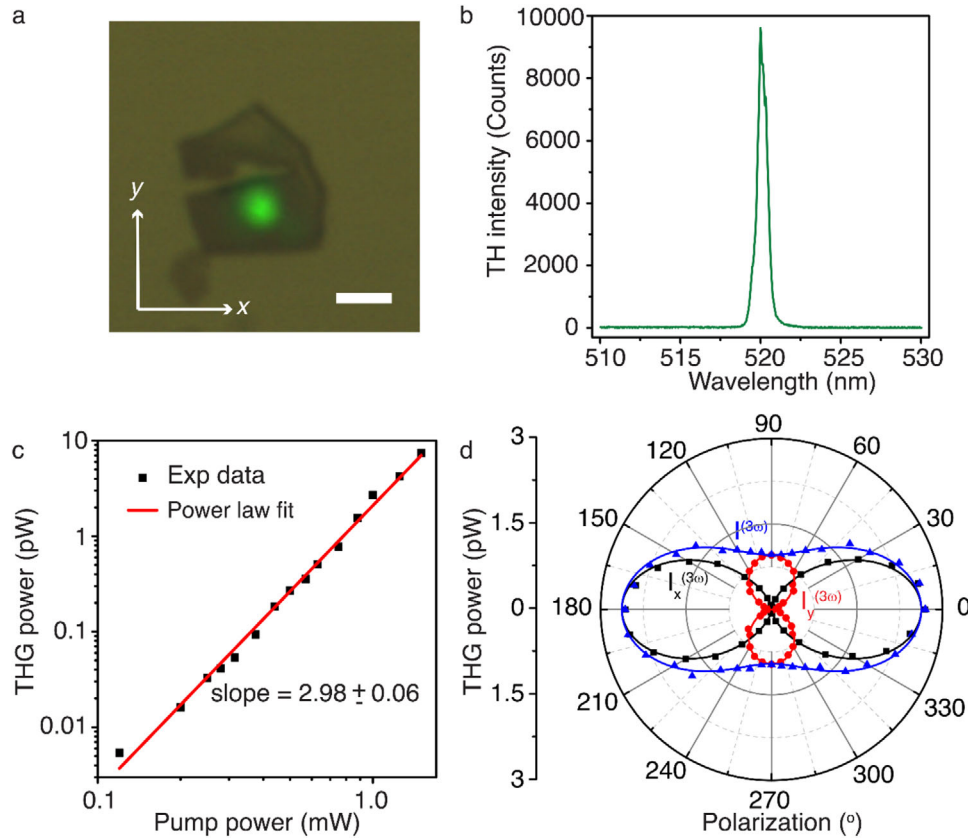 a
y
x
b
10000
8000
6000
4000
2000
0
TH intensity (Counts)
510 515 520 525 530
Wavelength (nm)
c
10
1
0.1
0.01
THG power (pW)
Exp data
Power law fit
slope = 2.98 ± 0.06
0.1 1.0
Pump power (mW)
d
3
1.5
0
1.5
3
THG power (pW)
90
120 60
150 30
180 0
210 330
240 300
270
I(3ω)
Ix(3ω)
Iy(3ω)
Polarization (o)